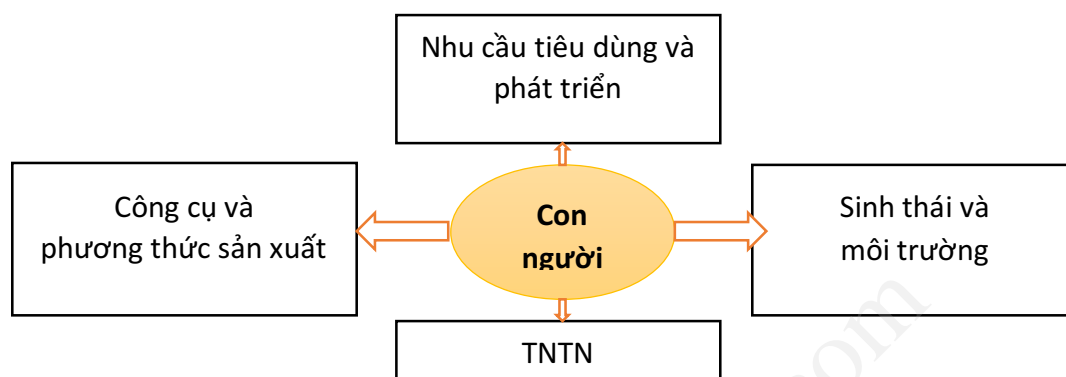 Nhu cầu tiêu dùng và
phát triển
Công cụ và
phương thức sản xuất
Con
người
Sinh thái và
môi trường
TNTN
com